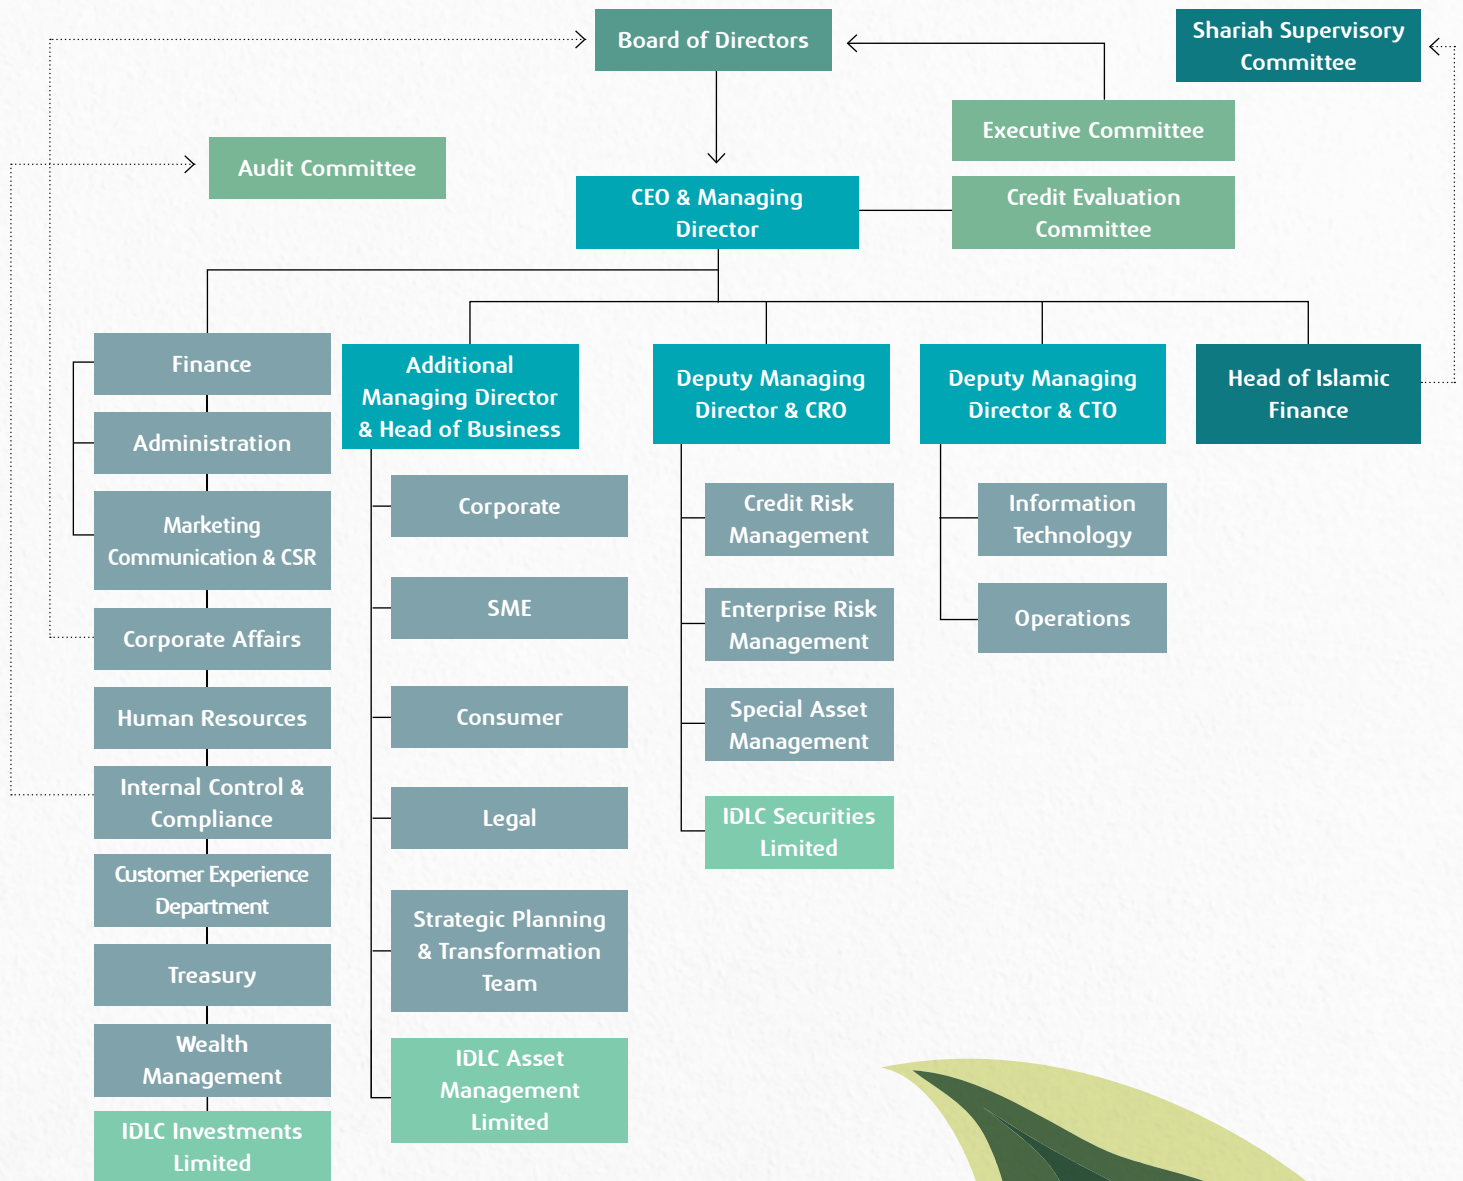 Board of Directors
Shariah Supervisory
Committee
Executive Committee
Audit Committee
CEO & Managing
Director
Credit Evaluation
Committee
Finance
Administration
Marketing
Communication & CSR
Corporate Affairs
Human Resources
Internal Control &
Compliance
Customer Experience
Department
Treasury
Wealth
Management
IDLC Investments
Limited
Additional
Managing Director
& Head of Business
Corporate
SME
Consumer
Legal
Strategic Planning
& Transformation
Team
IDLC Asset
Management
Limited
Deputy Managing
Director & CRO
Credit Risk
Management
Enterprise Risk
Management
Special Asset
Management
IDLC Securities
Limited
Deputy Managing
Director & CTO
Information
Technology
Operations
Head of Islamic
Finance